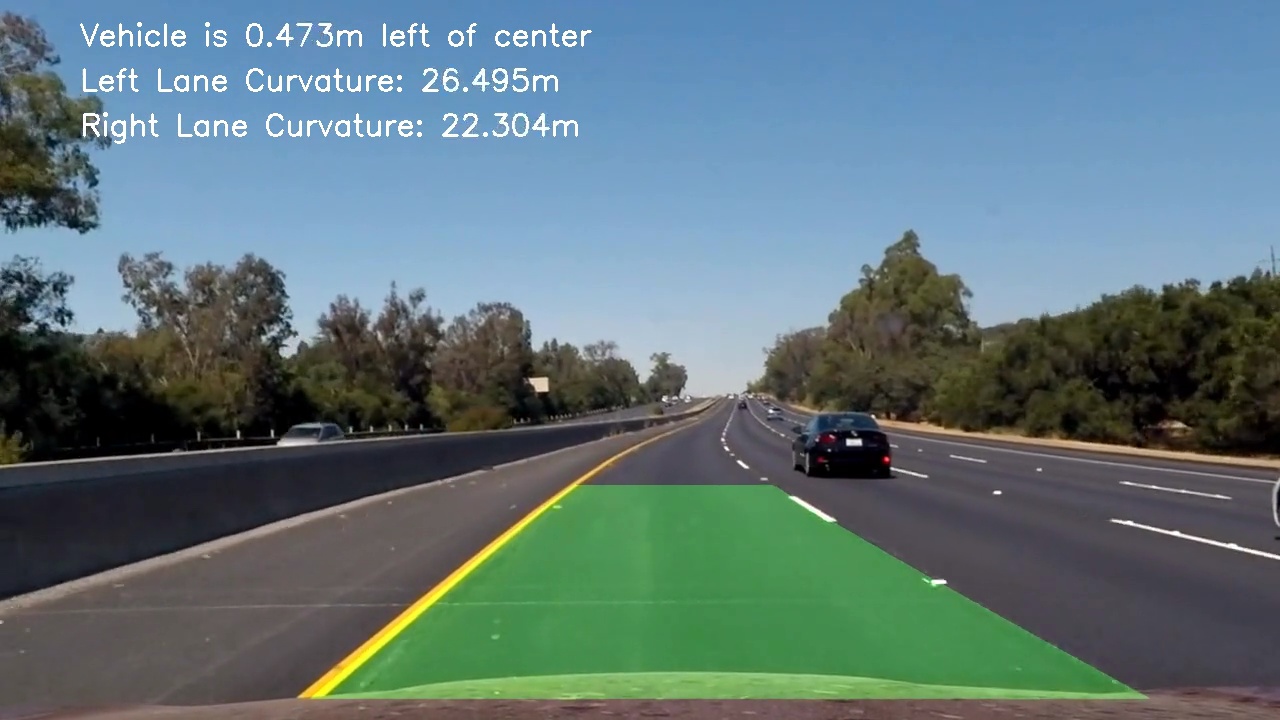 Vehicle is 0.473m left of center
Left Lane Curvature: 26.495m
Right Lane Curvature: 22.304m